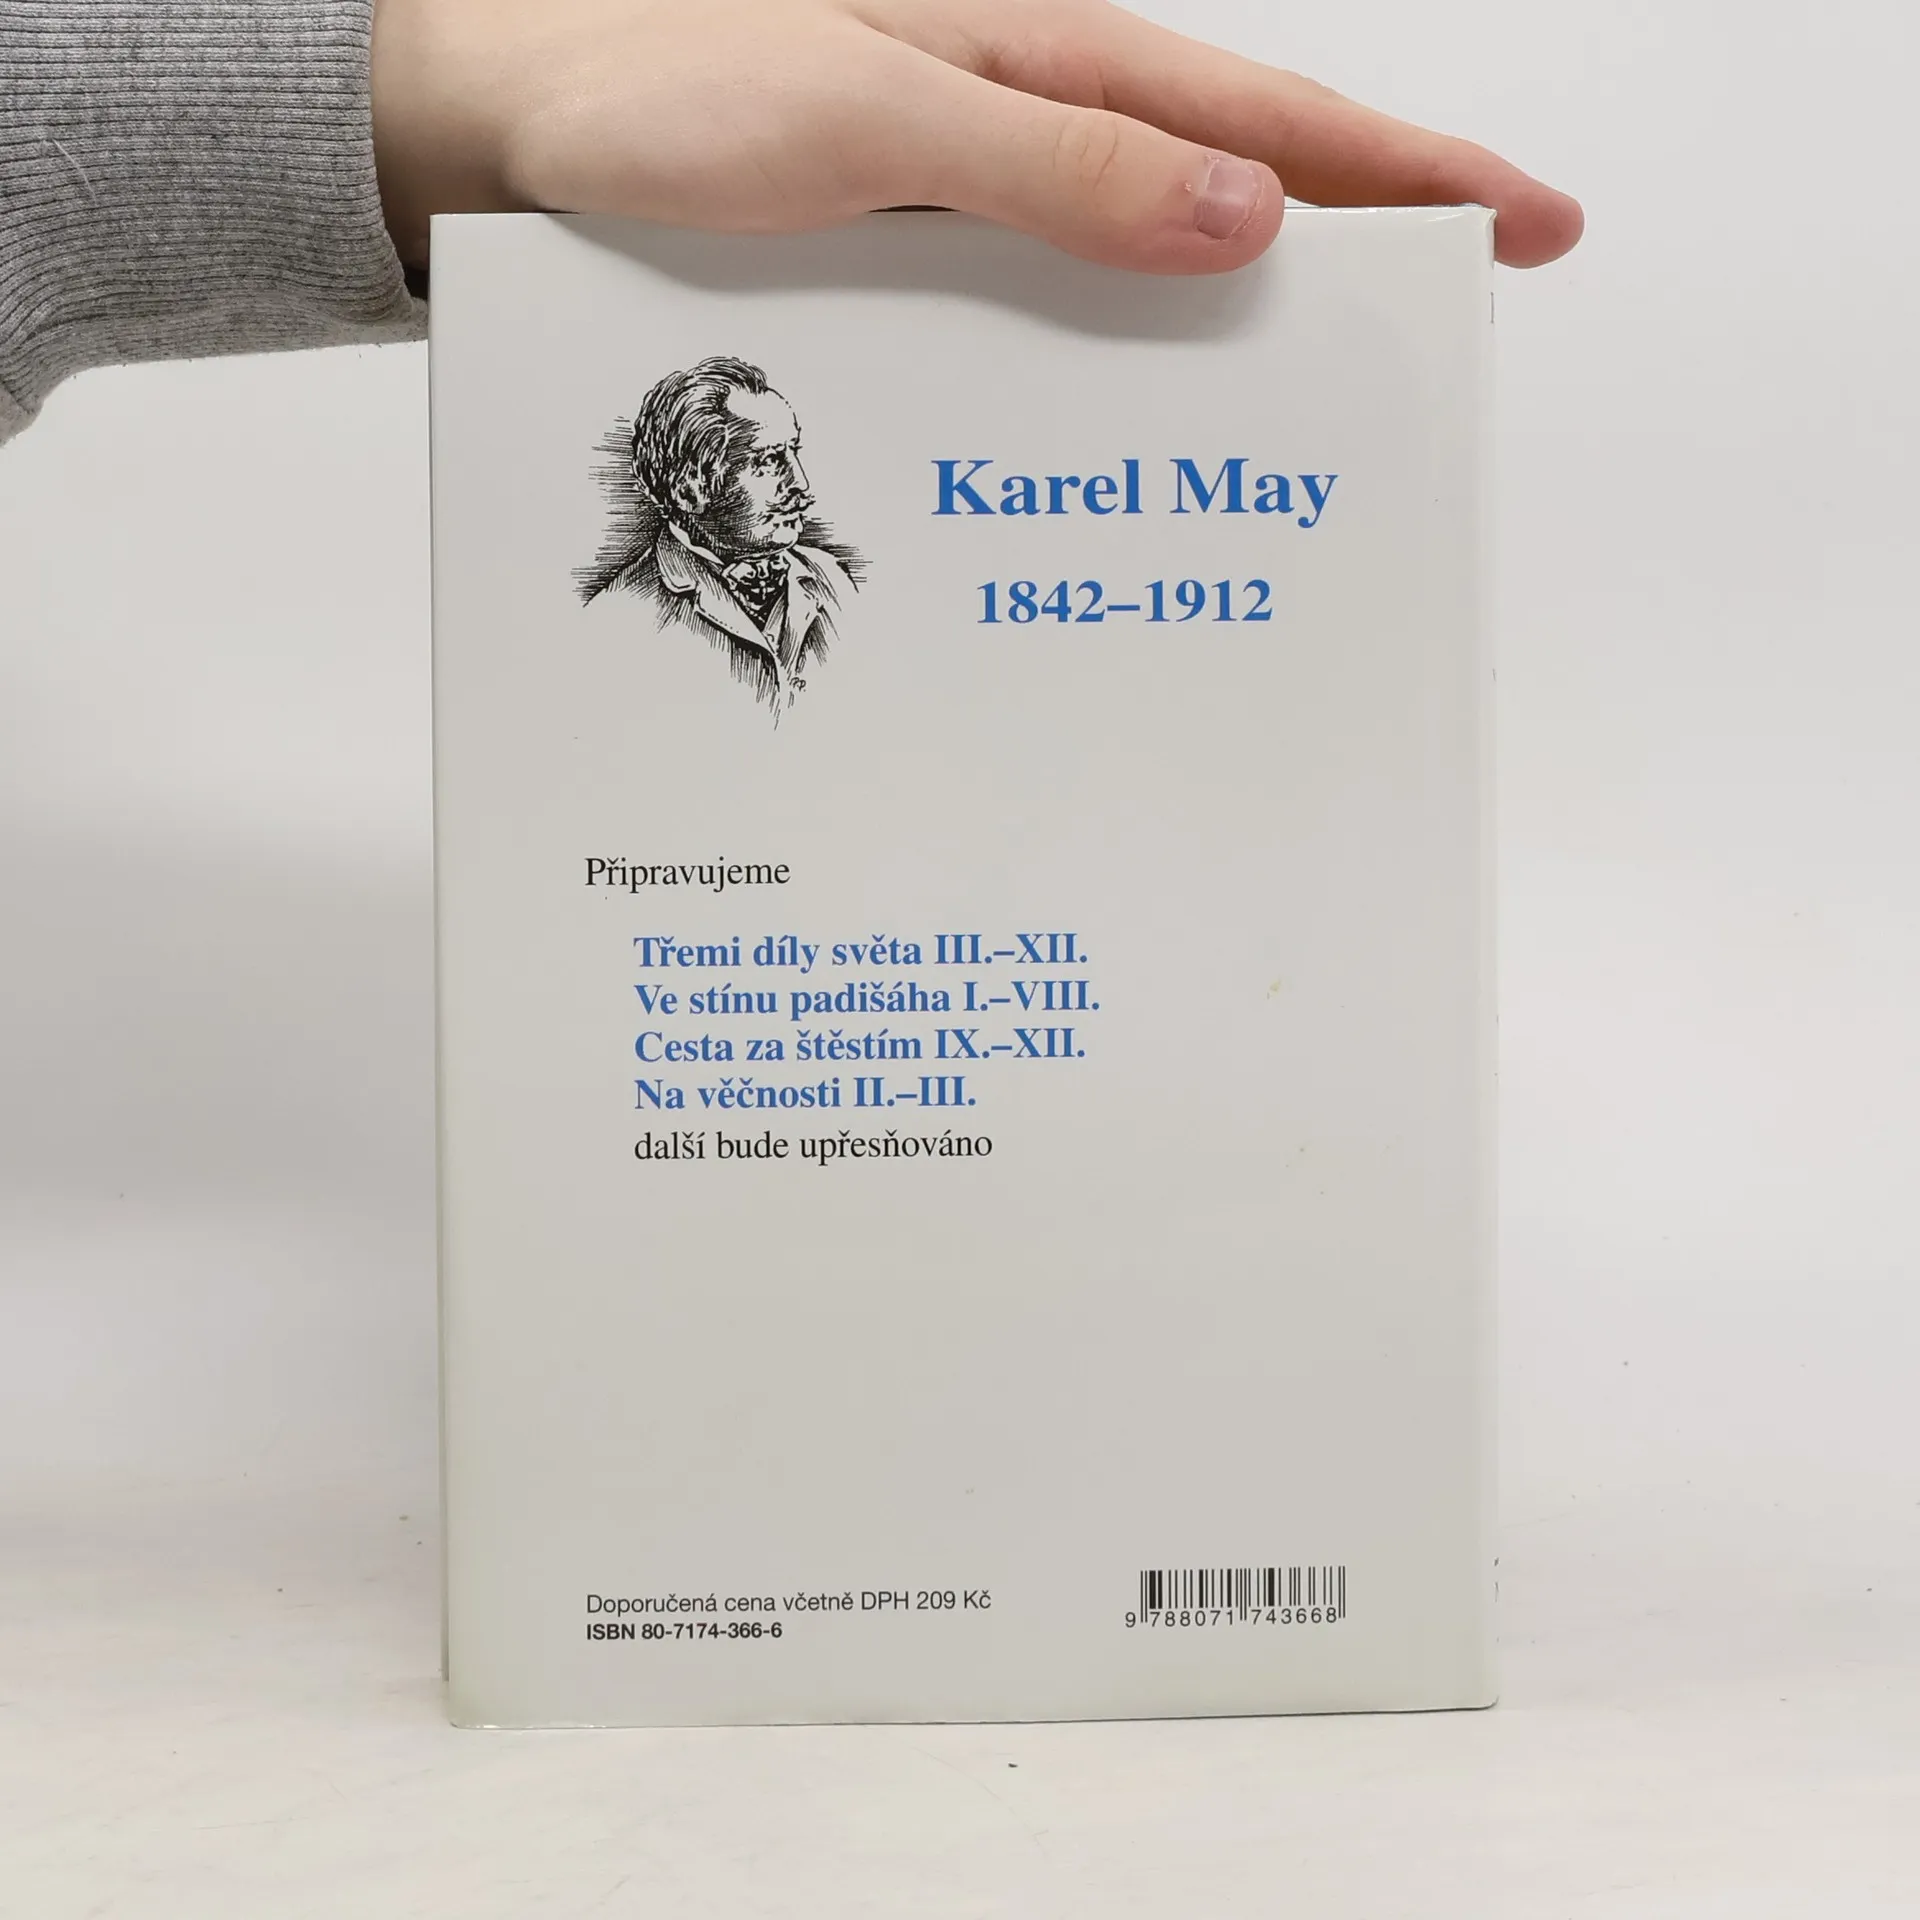 Karel May
1842–1912
Připravujeme
Třemi díly světa III.–XII.
Ve stínu padišáha I.–VIII.
Cesta za štěstím IX.–XII.
Na věčnosti II.–III.
další bude upřesňováno
Doporučená cena včetně DPH 209 Kč
ISBN 80-7174-366-6
9 788071 743668